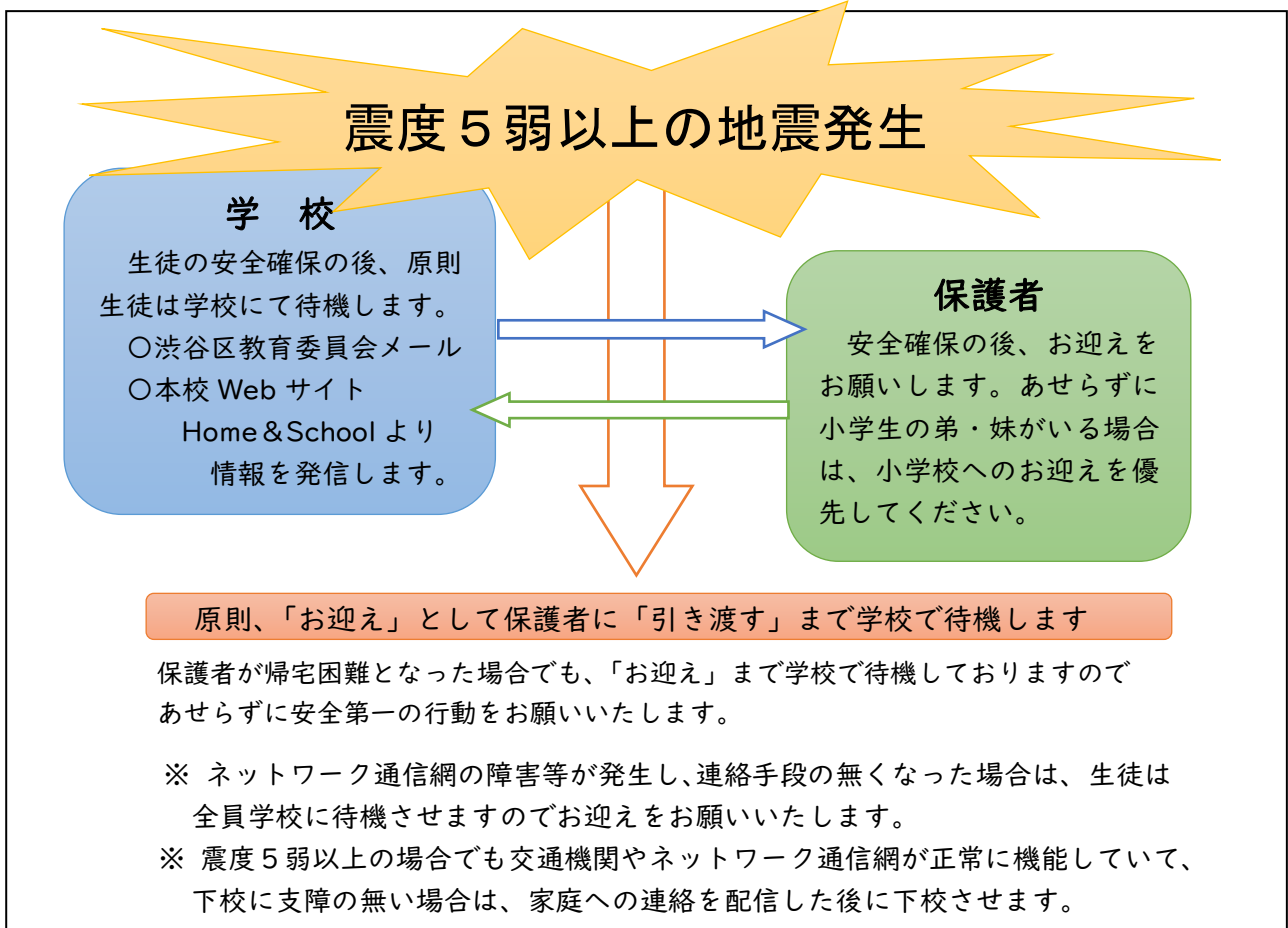 震度５弱以上の地震発生
学　校
生徒の安全確保の後、原則
生徒は学校にて待機します。
〇渋谷区教育委員会メール
〇本校 Web サイト
Home＆School より
情報を発信します。
保護者
安全確保の後、お迎えを
お願いします。あせらずに
小学生の弟・妹がいる場合
は、小学校へのお迎えを優
先してください。
原則、「お迎え」として保護者に「引き渡す」まで学校で待機します
保護者が帰宅困難となった場合でも、「お迎え」まで学校で待機しておりますので
あせらずに安全第一の行動をお願いいたします。
※ ネットワーク通信網の障害等が発生し、連絡手段の無くなった場合は、生徒は
全員学校に待機させますのでお迎えをお願いいたします。
※ 震度５弱以上の場合でも交通機関やネットワーク通信網が正常に機能していて、
下校に支障の無い場合は、家庭への連絡を配信した後に下校させます。